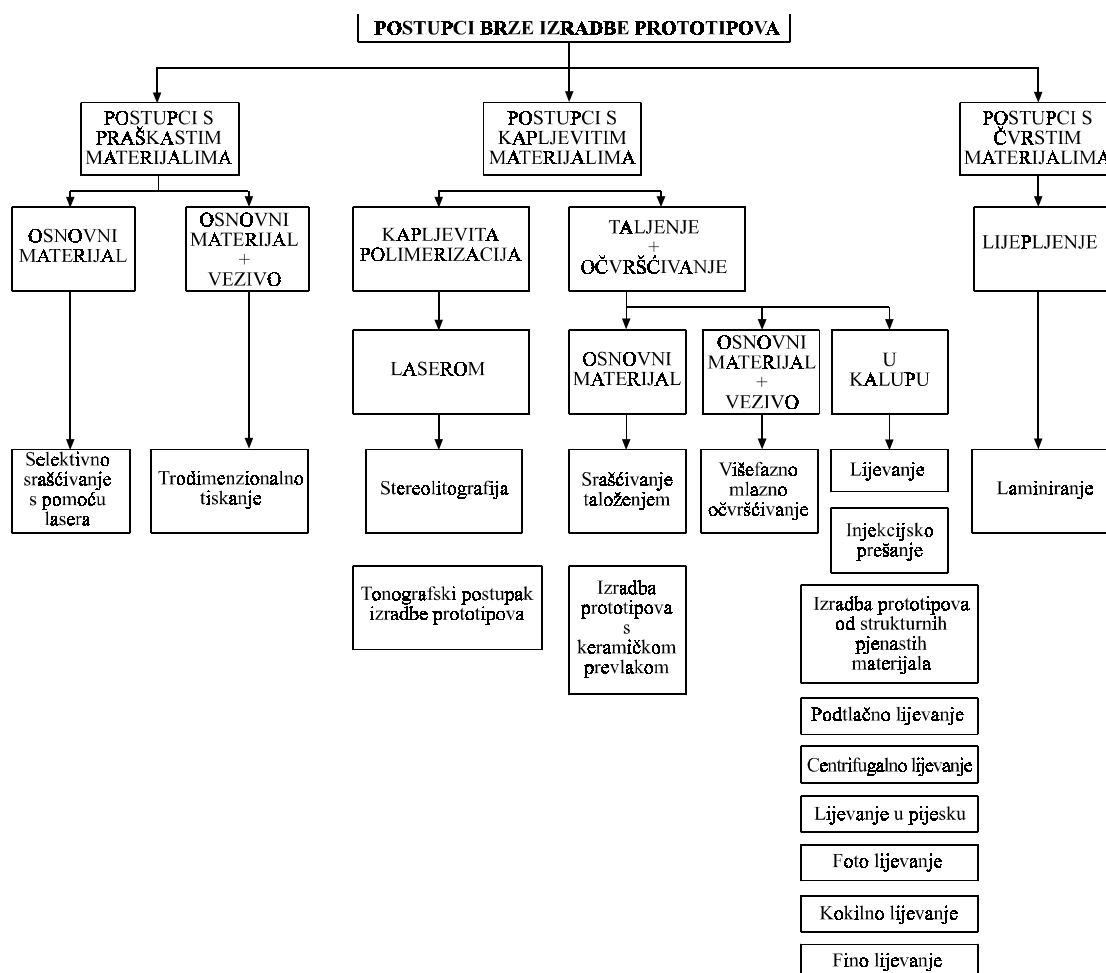 POSTUPCI BRZE IZRADBE PROTOTIPOVA
POSTUPCI S
PRAŠKASTIM
MATERIJALIMA
POSTUPCI S
KAPLJEVITIM
MATERIJALIMA
POSTUPCI S
ČVRSTIM
MATERIJALIMA
OSNOVNI
MATERIJAL
OSNOVNI
MATERIJAL
+
VEZIVO
KAPLJEVITA
POLIMERIZACIJA
TALJENJE
+
OČVRŠĆIVANJE
LIJEPLJENJE
LASEROM
OSNOVNI
MATERIJAL
OSNOVNI
MATERIJAL
+
VEZIVO
U
KALUPU
Selektivno
srašćivanje
s pomoću
lasera
Trodimenzionalno
tiskanje
Stereolitografija
Srašćivanje
taloženjem
Višefazno
mlazno
očvršćivanje
Lijevanje
Laminiranje
Injekcijsko
prešanje
Tonografski postupak
izradbe prototipova
Izradba
prototipova
s
keramičkom
prevlakom
Izradba prototipova
od strukturnih
pjenastih
materijala
Podtlačno lijevanje
Centrifugalno lijevanje
Lijevanje u pijesku
Foto lijevanje
Kokilno lijevanje
Fino lijevanje